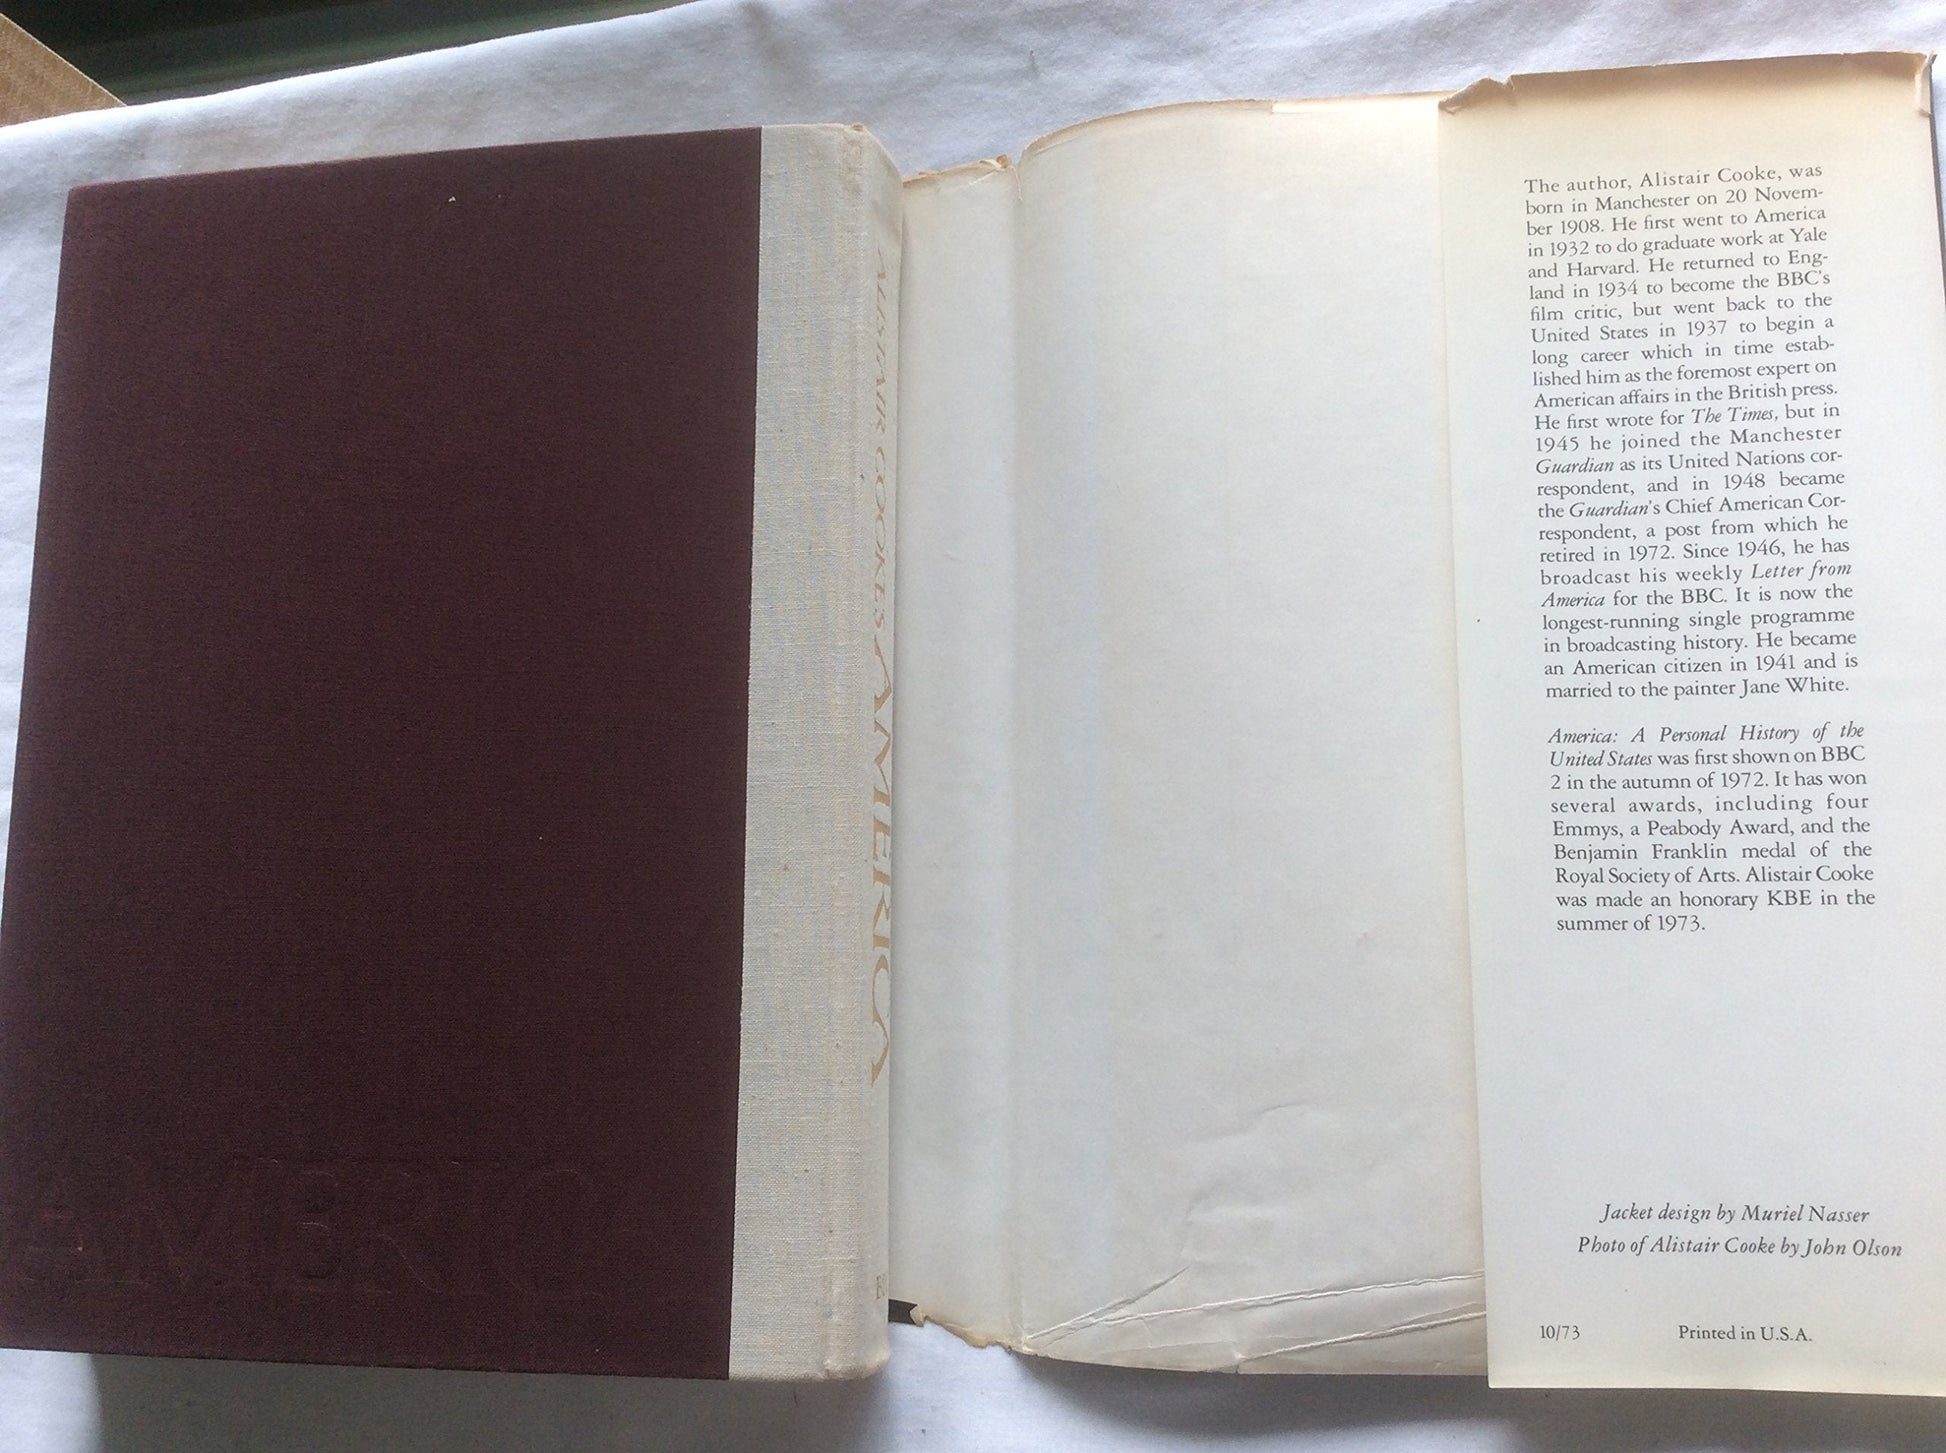 ALISTAIR COOKE'S AMERICA
AMERIC
The author, Alistair Cooke, was
born in Manchester on 20 Novem-
ber 1908. He first went to America
in 1932 to do graduate work at Yale
and Harvard. He returned to Eng-
land in 1934 to become the BBC's
film critic, but went back to the
United States in 1937 to begin a
long career which in time estab-
lished him as the foremost expert on
American affairs in the British press.
He first wrote for The Times, but in
1945 he joined the Manchester
Guardian as its United Nations cor-
respondent, and in 1948 became
the Guardian's Chief American Cor-
respondent, a post from which he
retired in 1972. Since 1946, he has
broadcast his weekly Letter from
America for the BBC. It is now the
longest-running single programme
in broadcasting history. He became
an American citizen in 1941 and is
married to the painter Jane White.
America: A Personal History of the
United States was first shown on BBC
2 in the autumn of 1972. It has won
several awards, including four
Emmys, a Peabody Award, and the
Benjamin Franklin medal of the
Royal Society of Arts. Alistair Cooke
was made an honorary KBE in the
summer of 1973.
Jacket design by Muriel Nasser
Photo of Alistair Cooke by John Olson
10/73 Printed in U.S.A.